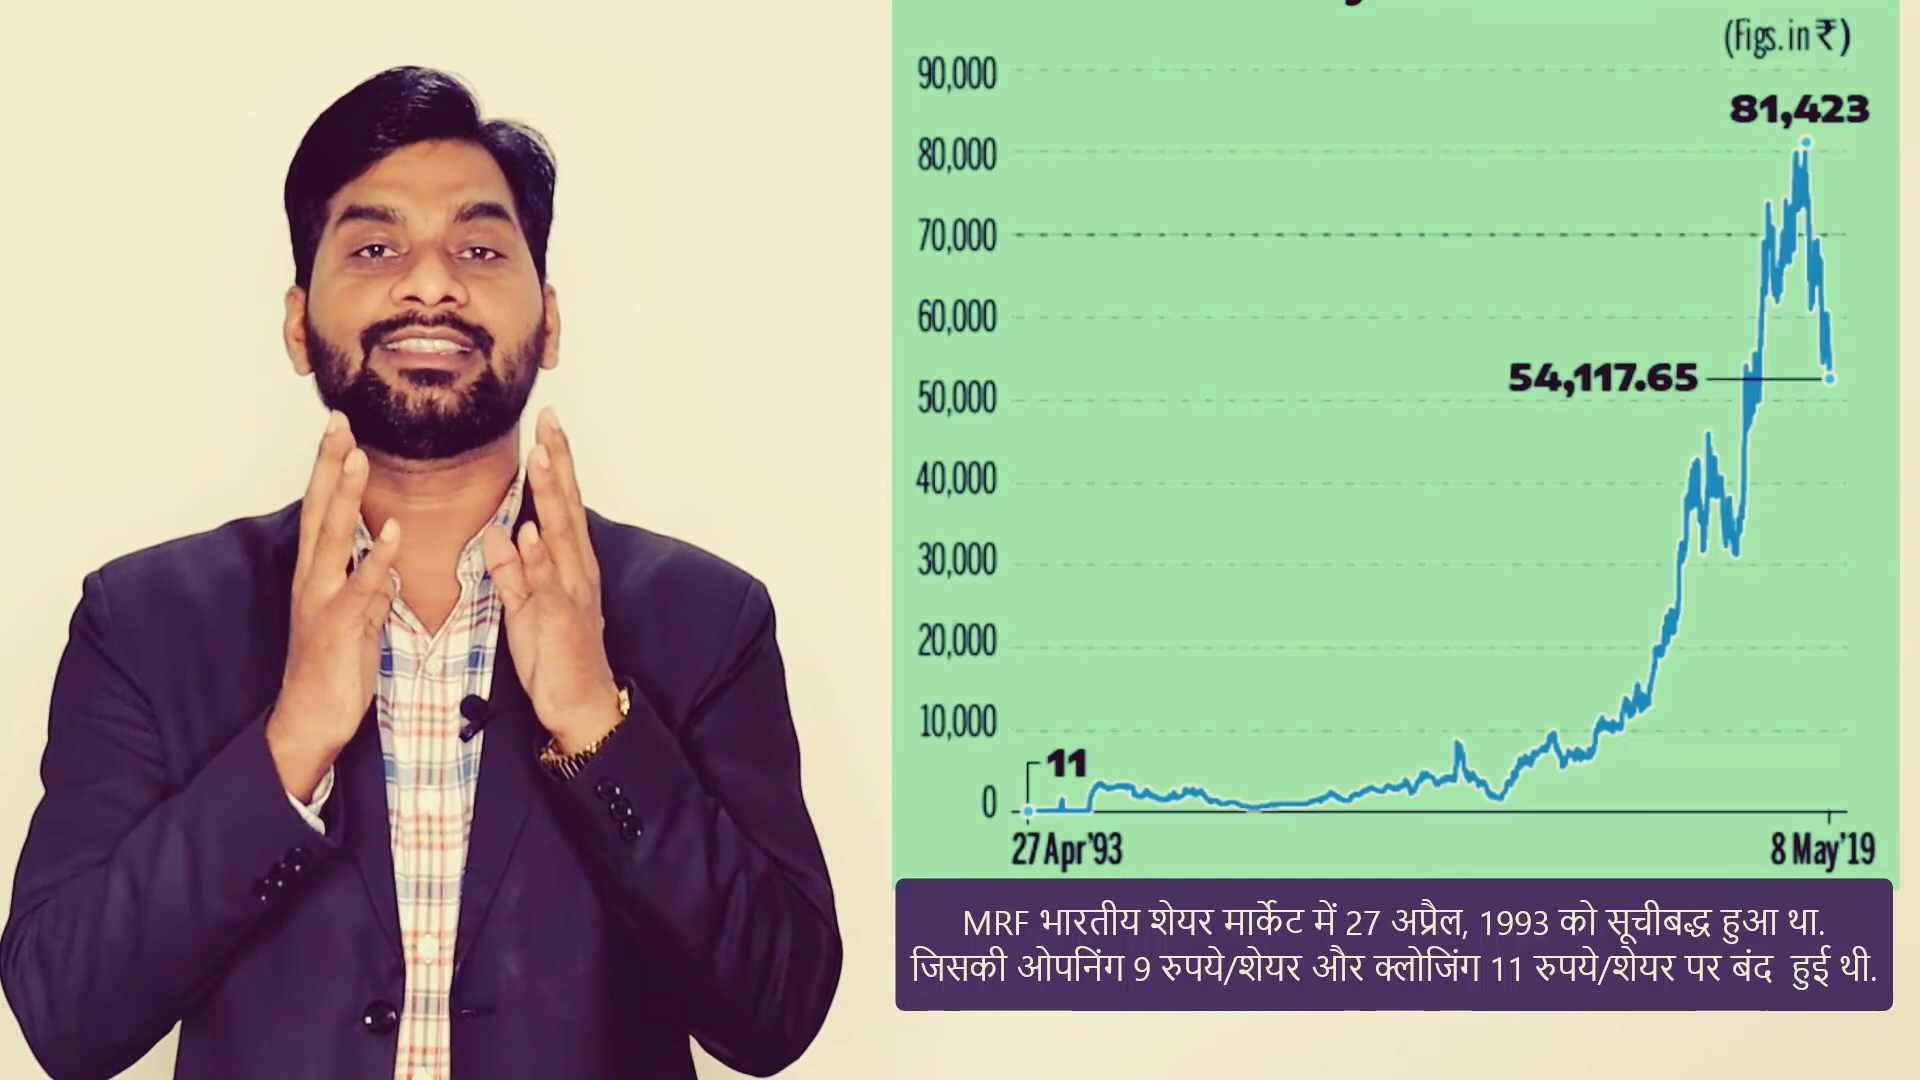 (Figs. in ₹)
90,000
81,423
80,000
70,000
60,000
54,117.65
50,000
40,000
30,000
20,000
10,000
11
0
27 Apr'93
8 May'19
MRF भारतीय शेयर मार्केट में 27 अप्रैल, 1993 को सूचीबद्ध हुआ था.
जिसकी ओपनिंग 9 रुपये/शेयर और क्लोजिंग 11 रुपये/शेयर पर बंद हुई थी.